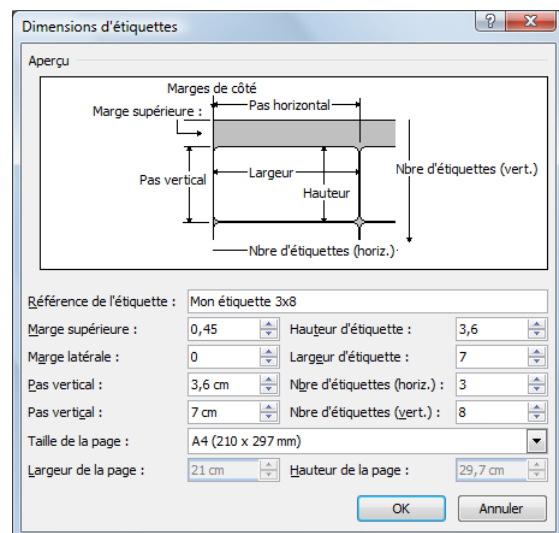 Dimensions d'étiquettes
Aperçu
Marges de côté
Pas horizontal
Marge supérieure :
Pas vertical
Largeur
Hauteur
Nbre d'étiquettes (vert.)
Nbre d'étiquettes (horiz.)
Référence de l'étiquette : Mon étiquette 3x8
Marge supérieure : 0,45 Hauteur d'étiquette : 3,6
Marge latérale : 0 Largeur d'étiquette : 7
Pas vertical : 3,6 cm Nbre d'étiquettes (horiz.) : 3
Pas vertical : 7 cm Nbre d'étiquettes (vert.) : 8
Taille de la page : A4 (210 x 297 mm)
Largeur de la page : 21 cm Hauteur de la page : 29,7 cm
OK Annuler